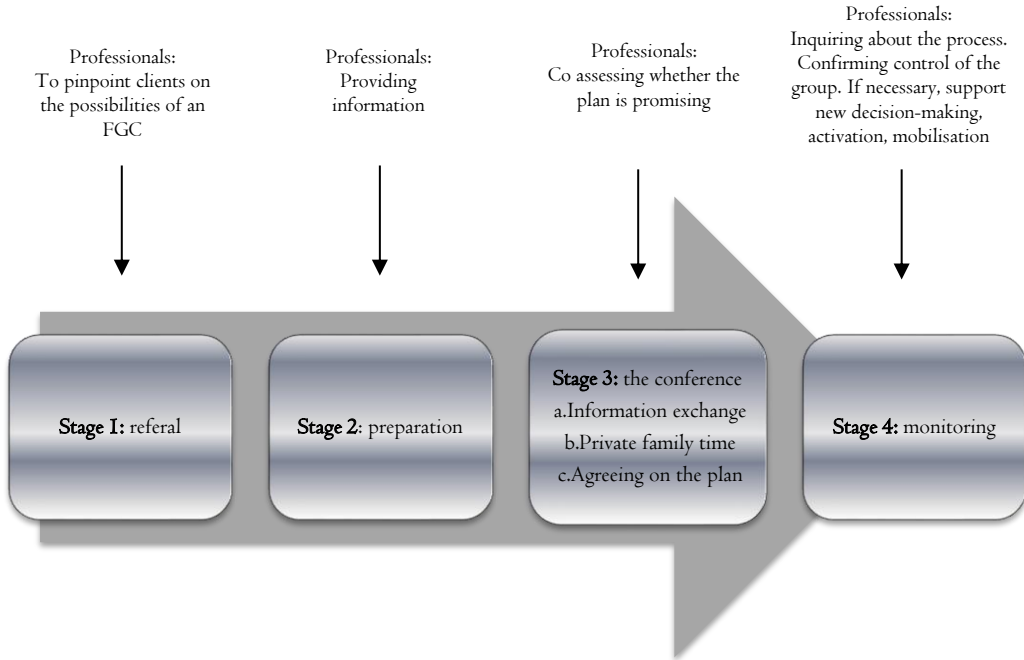 Professionals:
To pinpoint clients on
the possibilities of an
FGC
Professionals:
Providing
information
Professionals:
Co assessing whether the
plan is promising
Professionals:
Inquiring about the process.
Confirming control of the
group. If necessary, support
new decision-making,
activation, mobilisation
Stage I: referal
Stage 2: preparation
Stage 3: the conference
a.Information exchange
b.Private family time
c.Agreeing on the plan
Stage 4: monitoring